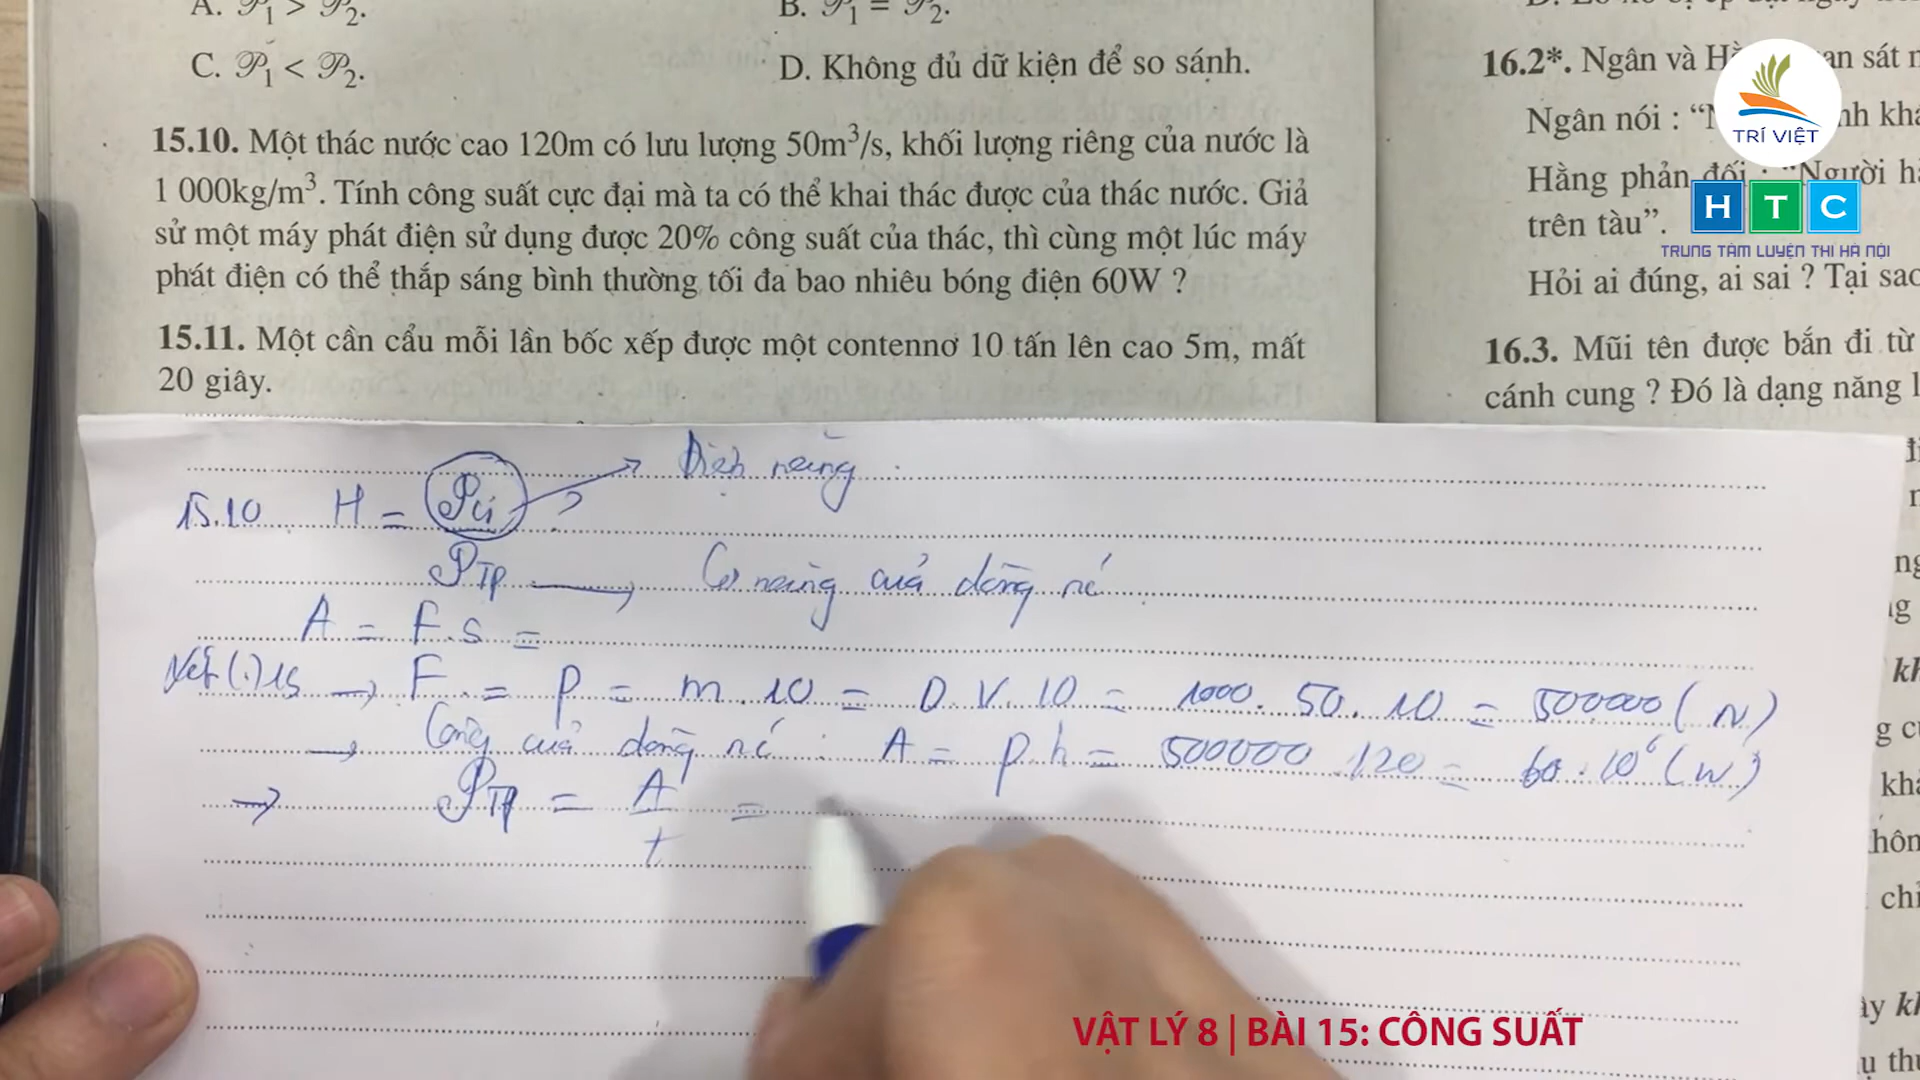 A. 𝒫1 > 𝒫2.
B. 𝒫1 = 𝒫2.
C. 𝒫1 < 𝒫2.
D. Không đủ dữ kiện để so sánh.
15.10. Một thác nước cao 120m có lưu lượng 50m³/s, khối lượng riêng của nước là
1 000kg/m³. Tính công suất cực đại mà ta có thể khai thác được của thác nước. Giả
sử một máy phát điện sử dụng được 20% công suất của thác, thì cùng một lúc máy
phát điện có thể thắp sáng bình thường tối đa bao nhiêu bóng điện 60W ?
15.11. Một cần cẩu mỗi lần bốc xếp được một contennơ 10 tấn lên cao 5m, mất
20 giây.
16.2*. Ngân và
Ngân nói :
Hằng phản đối : "Người
trên tàu".
Hỏi ai đúng, ai sai ? Tại sao
16.3. Mũi tên được bắn đi từ
cánh cung ? Đó là dạng năng
TRÍ VIỆT
HTC
TRUNG TÂM LUYỆN THI HÀ NỘI
15.10 H = 𝒫ci → Điện năng
𝒫TP → Cơ năng của dòng nc
A = F.s =
Xét (.) 1s → F = P = m.10 = D.V.10 = 1000.50.10 = 500000 (N)
→ Công của dòng nc : A = P.h = 500000.120 = 60.10⁶ (W)
→ 𝒫TP = A/t =
VẬT LÝ 8 | BÀI 15: CÔNG SUẤT